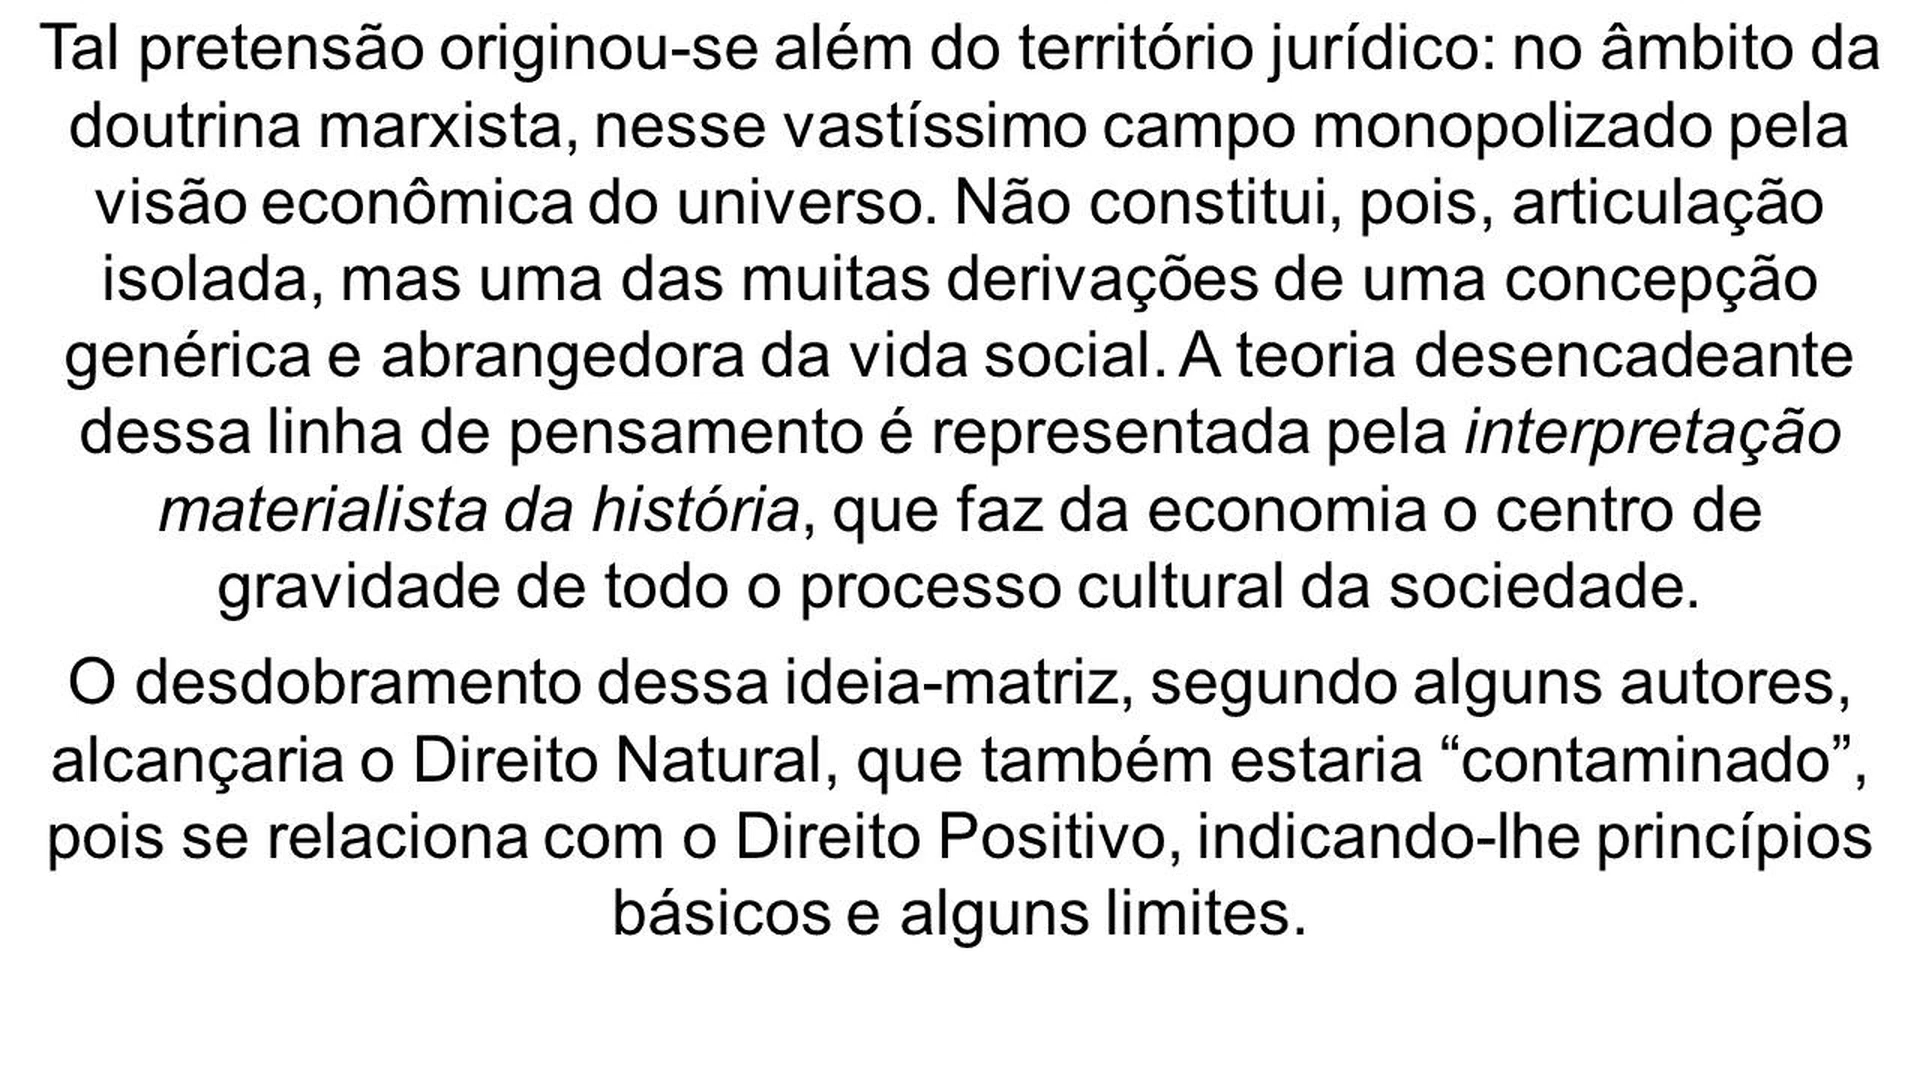 Tal pretensão originou-se além do território jurídico: no âmbito da
doutrina marxista, nesse vastíssimo campo monopolizado pela
visão econômica do universo. Não constitui, pois, articulação
isolada, mas uma das muitas derivações de uma concepção
genérica e abrangedora da vida social. A teoria desencadeante
dessa linha de pensamento é representada pela interpretação
materialista da história, que faz da economia o centro de
gravidade de todo o processo cultural da sociedade.
O desdobramento dessa ideia-matriz, segundo alguns autores,
alcançaria o Direito Natural, que também estaria “contaminado”,
pois se relaciona com o Direito Positivo, indicando-lhe princípios
básicos e alguns limites.